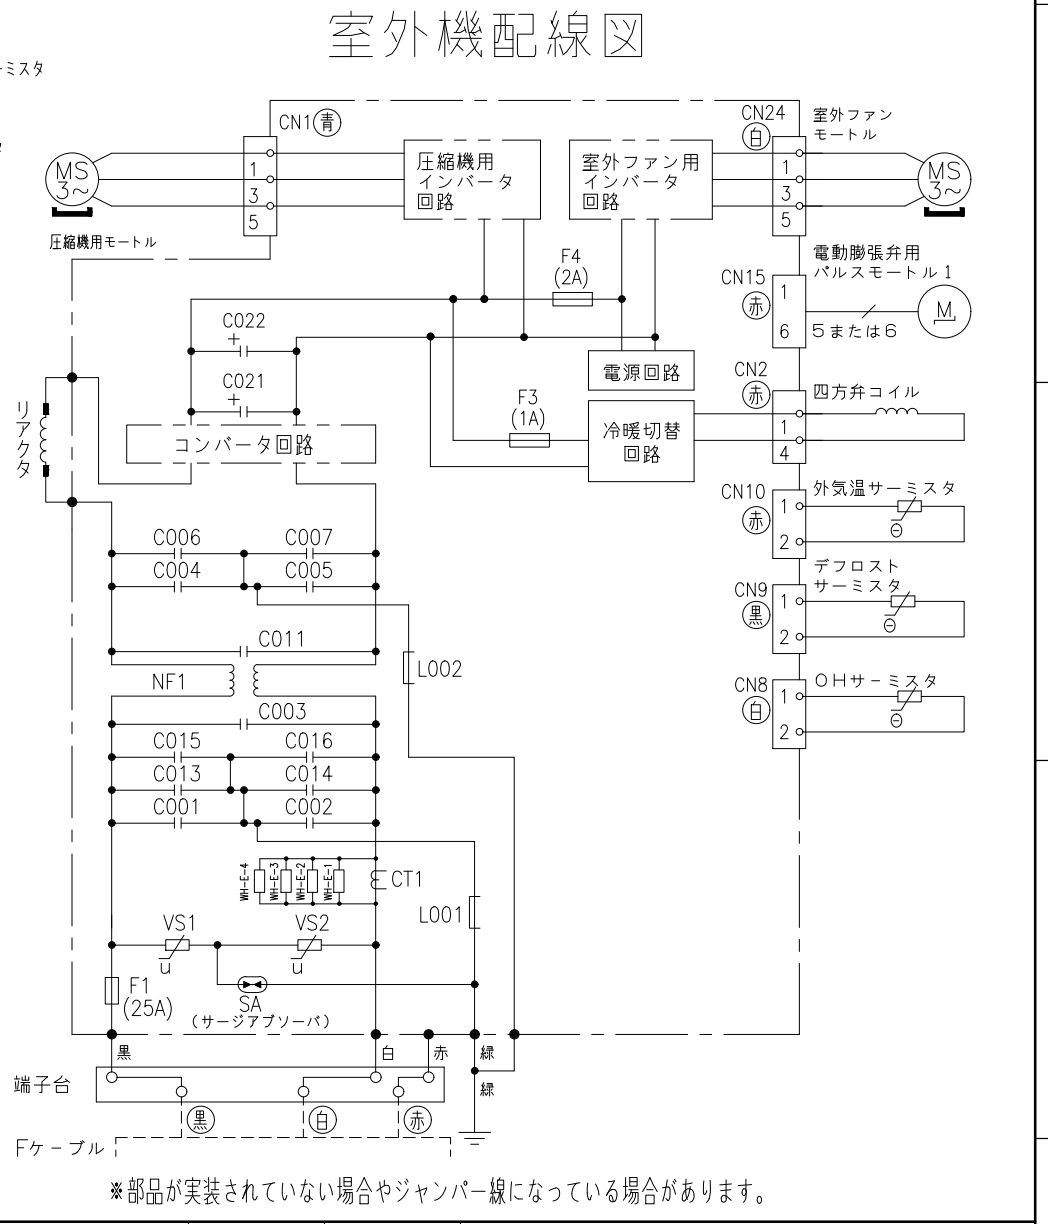 室外機配線図
ーミスタ
CN1 青
CN24
白
室外ファン
モートル
MS
3~
1
3
5
圧縮機用
インバータ
回路
室外ファン用
インバータ
回路
1
3
5
MS
3~
圧縮機用モートル
F4
(2A)
CN15
赤
1
6
電動膨張弁用
パルスモートル1
M
5または6
C022
+
C021
+
電源回路
CN2
赤
1
4
四方弁コイル
リアクタ
F3
(1A)
冷暖切替
回路
コンバータ回路
CN10
赤
1
2
外気温サーミスタ
C006
C007
C004
C005
デフロスト
サーミスタ
CN9
黒
1
2
C011
L002
NF1
CN8
白
1
2
OHサーミスタ
C003
C015
C016
C013
C014
C001
C002
WH-E-4
WH-E-3
WH-E-2
WH-E-1
CT1
L001
VS1
VS2
u
u
F1
(25A)
SA
(サージアブソーバ)
黒
白
赤
緑
緑
端子台
黒
白
赤
Fケーブル
※部品が実装されていない場合やジャンパー線になっている場合があります。